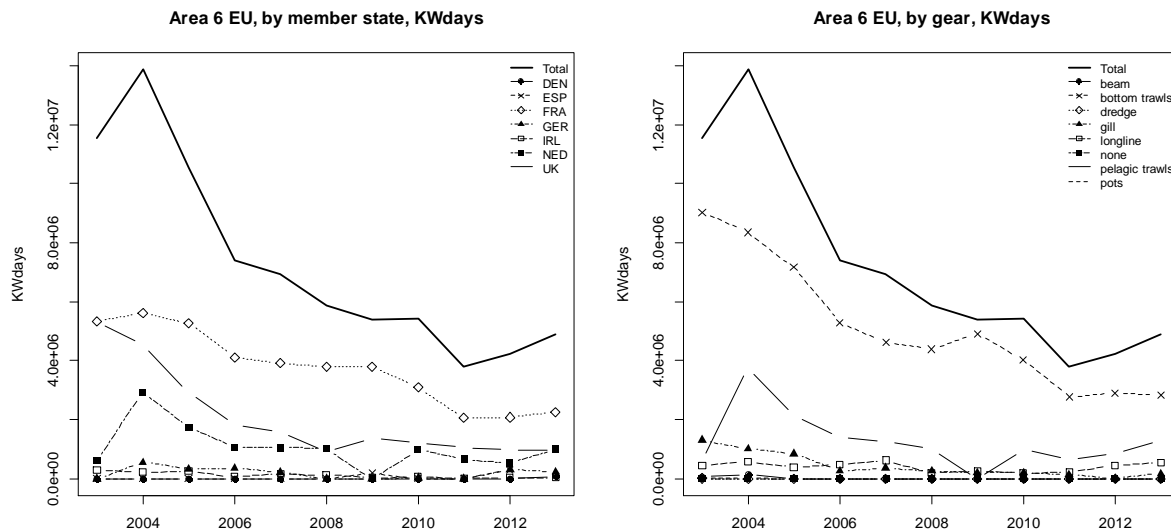 Area 6 EU, by member state, KWdays
KWdays
1.2e+07
8.0e+06
4.0e+06
0.0e+00
2004 2006 2008 2010 2012
Total
DEN
ESP
FRA
GER
IRL
NED
UK
Area 6 EU, by gear, KWdays
KWdays
1.2e+07
8.0e+06
4.0e+06
0.0e+00
2004 2006 2008 2010 2012
Total
beam
bottom trawls
dredge
gill
longline
none
pelagic trawls
pots